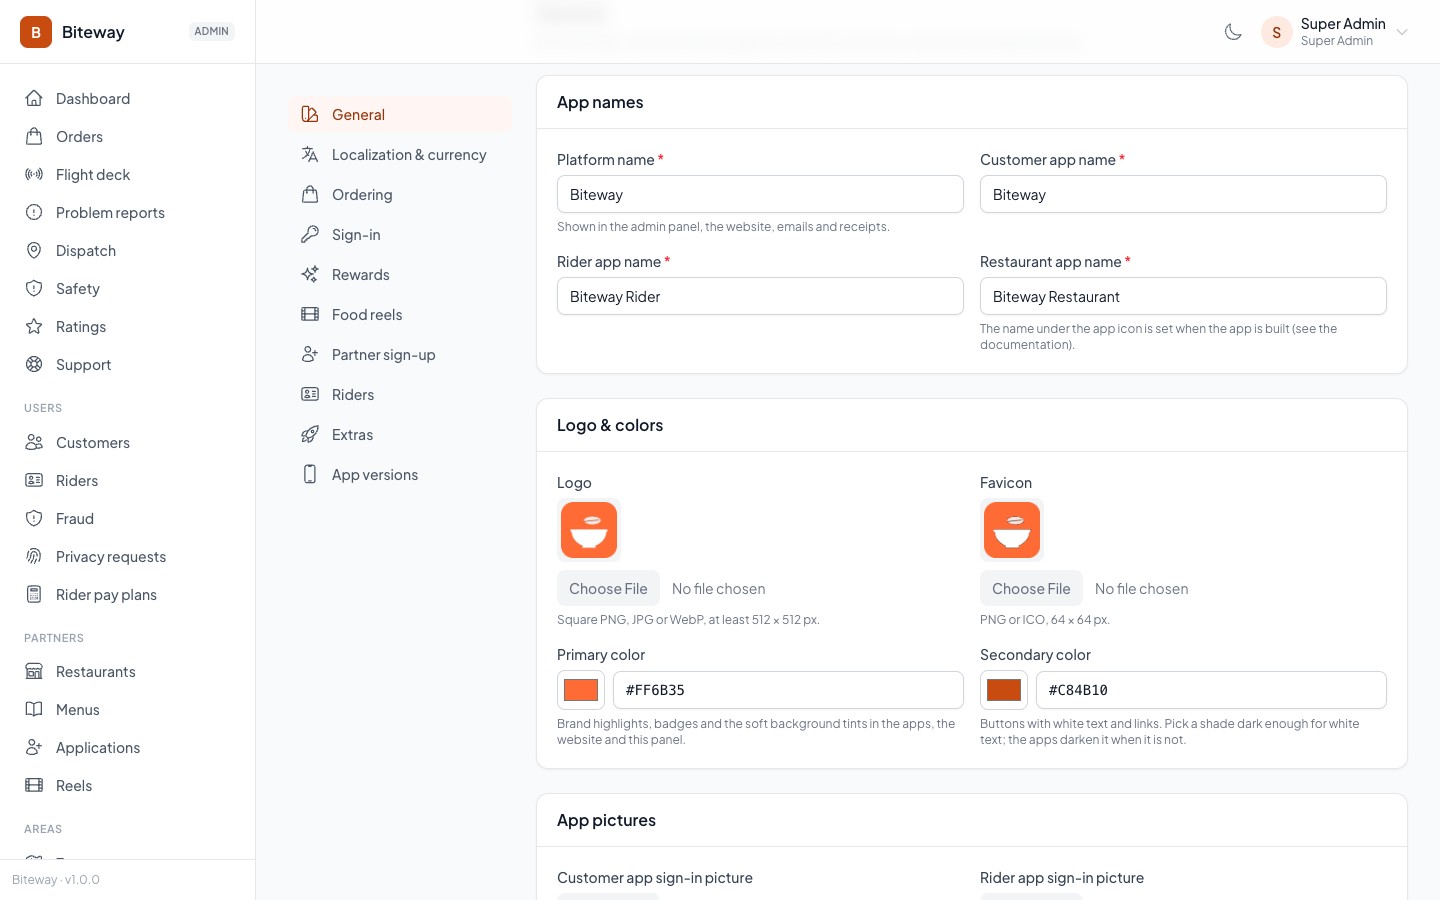 B
Biteway
ADMIN
S
Super Admin
Super Admin
Dashboard
Orders
Flight deck
Problem reports
Dispatch
Safety
Ratings
Support
USERS
Customers
Riders
Fraud
Privacy requests
Rider pay plans
PARTNERS
Restaurants
Menus
Applications
Reels
AREAS
Biteway · v1.0.0
General
Localization & currency
Ordering
Sign-in
Rewards
Food reels
Partner sign-up
Riders
Extras
App versions
App names
Platform name *
Biteway
Shown in the admin panel, the website, emails and receipts.
Customer app name *
Biteway
Rider app name *
Biteway Rider
Restaurant app name *
Biteway Restaurant
The name under the app icon is set when the app is built (see the
documentation).
Logo & colors
Logo
Choose File No file chosen
Square PNG, JPG or WebP, at least 512 × 512 px.
Favicon
Choose File No file chosen
PNG or ICO, 64 × 64 px.
Primary color
#FF6B35
Brand highlights, badges and the soft background tints in the apps, the
website and this panel.
Secondary color
#C84B10
Buttons with white text and links. Pick a shade dark enough for white
text; the apps darken it when it is not.
App pictures
Customer app sign-in picture
Rider app sign-in picture